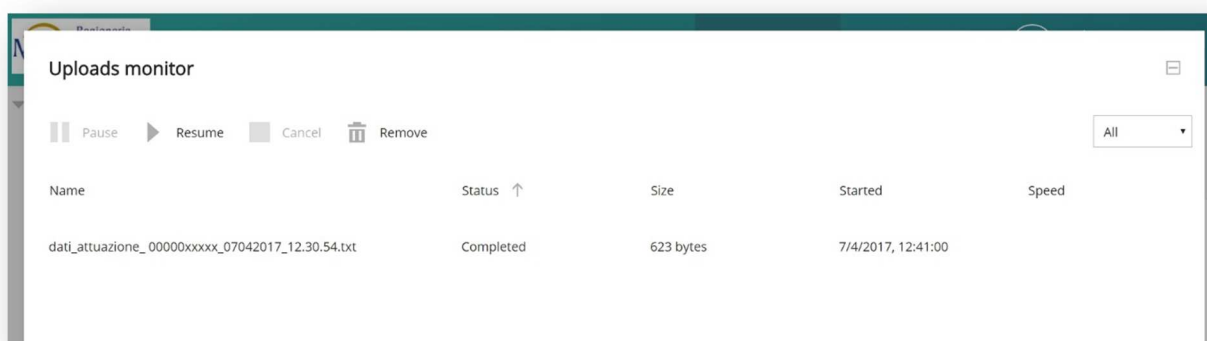 Uploads monitor
Pause Resume Cancel Remove All
Name Status Size Started Speed
dati_attuazione_ 00000xxxxx_07042017_12.30.54.txt Completed 623 bytes 7/4/2017, 12:41:00